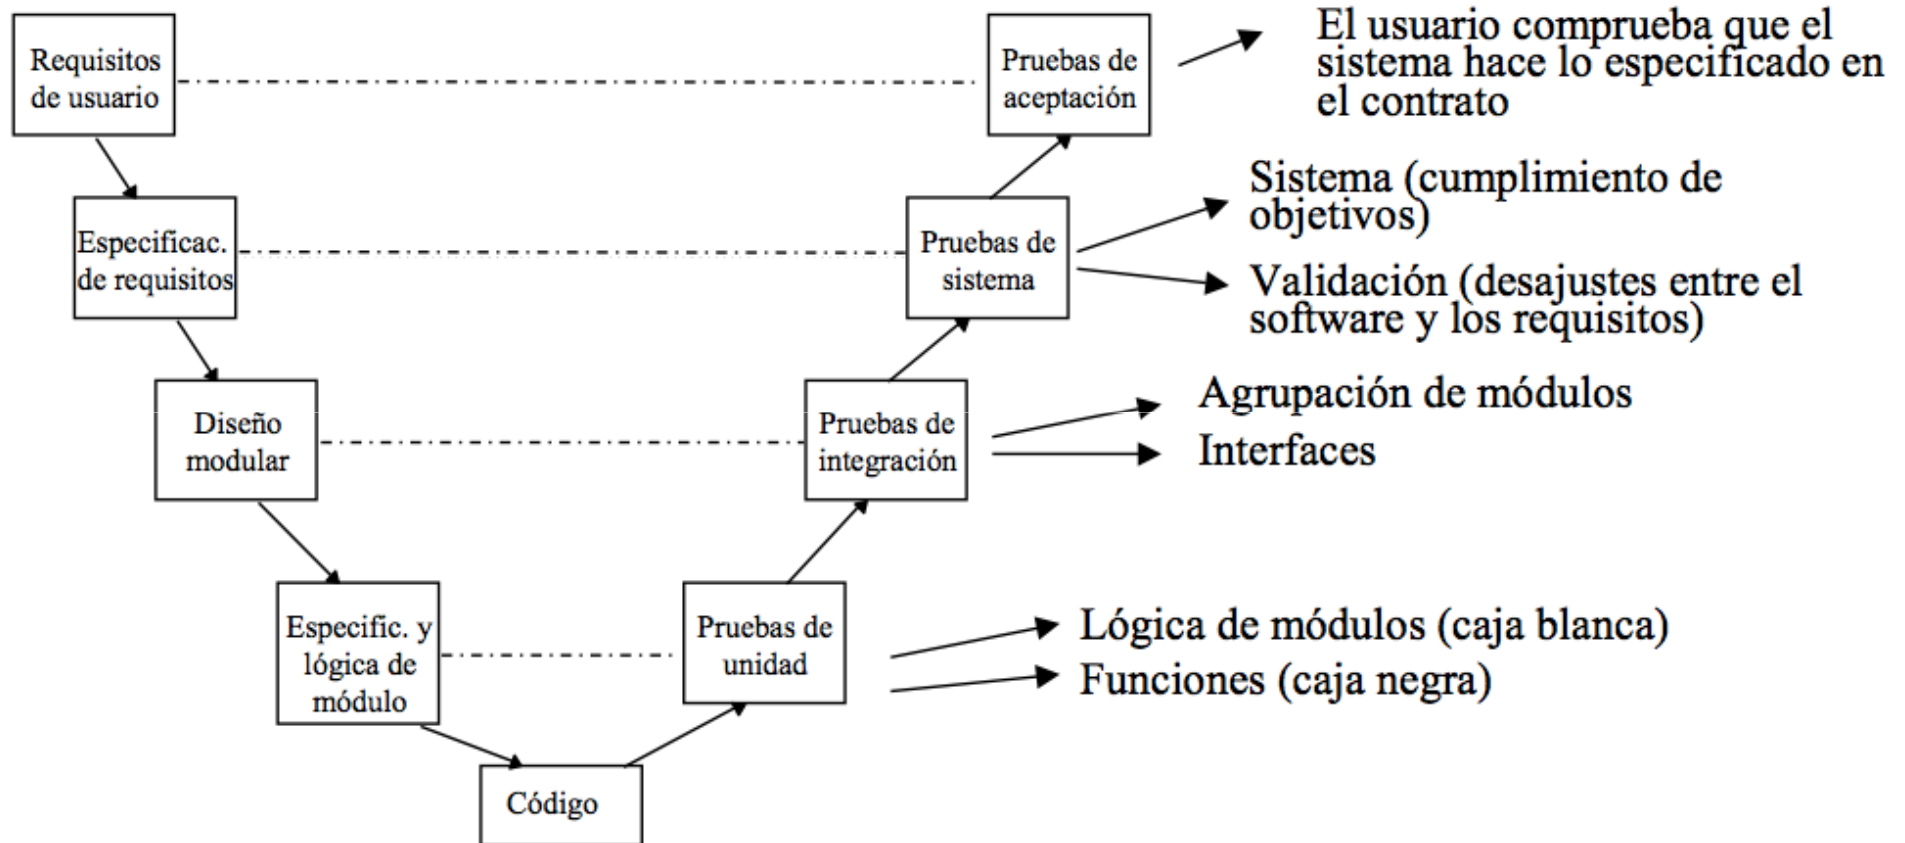 Requisitos
de usuario
Pruebas de
aceptación
El usuario comprueba que el
sistema hace lo especificado en
el contrato
Especificac.
de requisitos
Pruebas de
sistema
Sistema (cumplimiento de
objetivos)
Validación (desajustes entre el
software y los requisitos)
Diseño
modular
Pruebas de
integración
Agrupación de módulos
Interfaces
Especific. y
lógica de
módulo
Pruebas de
unidad
Lógica de módulos (caja blanca)
Funciones (caja negra)
Código